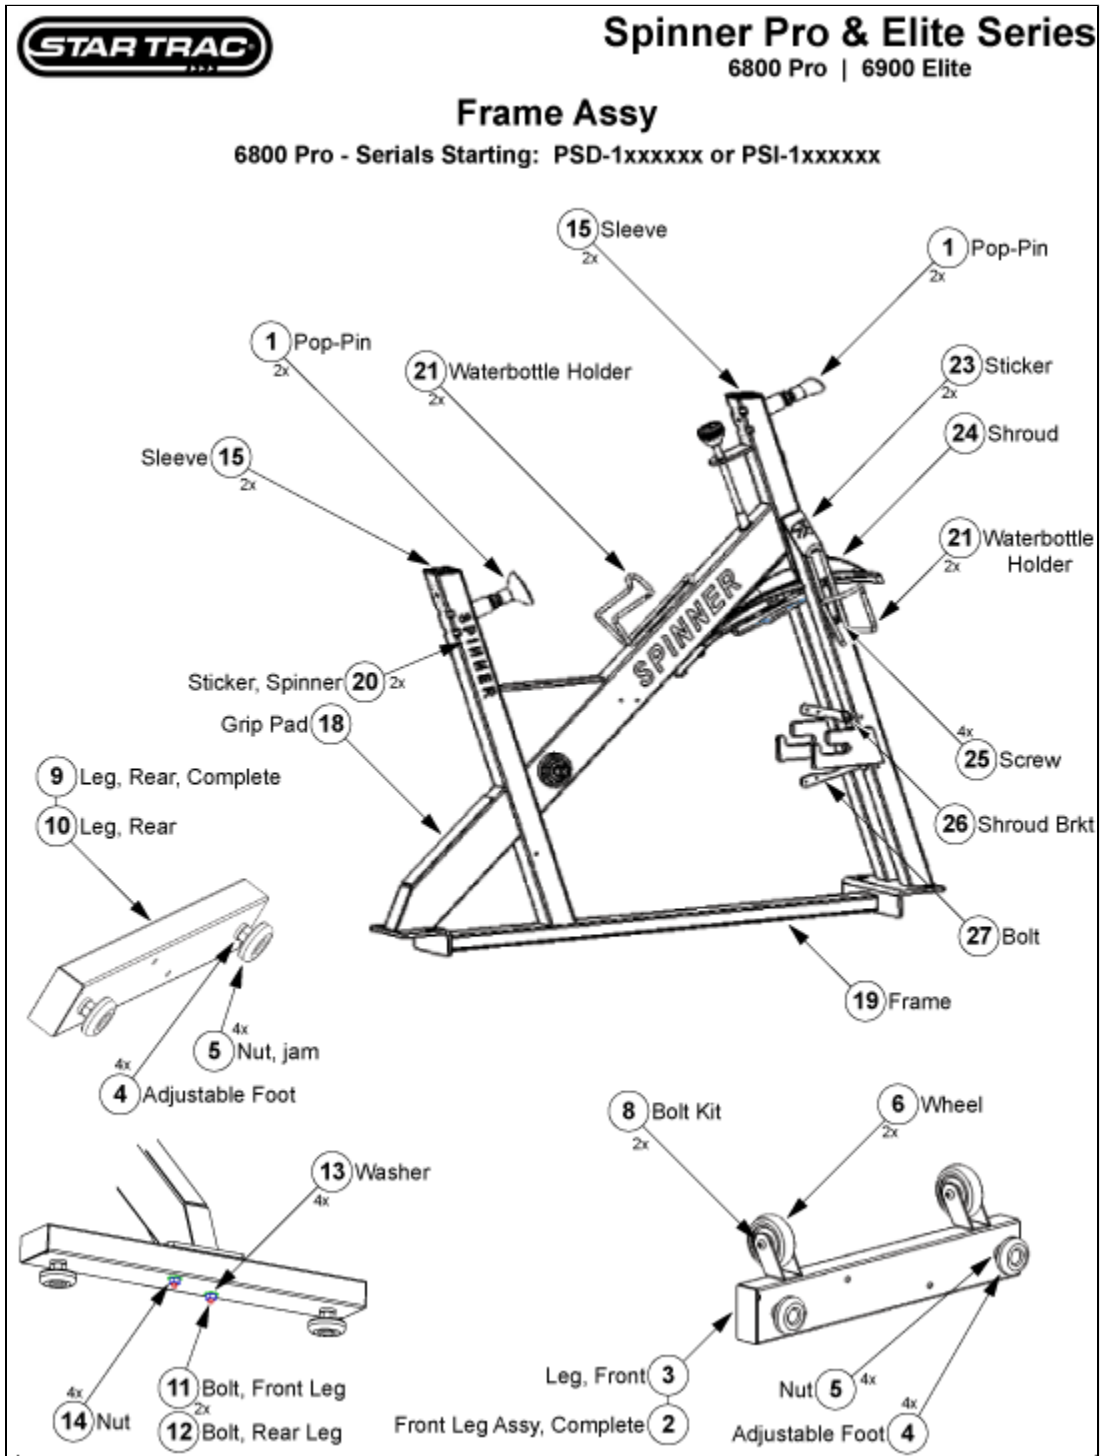 STAR TRAC
Spinner Pro & Elite Series
6800 Pro | 6900 Elite
Frame Assy
6800 Pro - Serials Starting: PSD-1xxxxxx or PSI-1xxxxxx
15 Sleeve
2x
1 Pop-Pin
2x
1 Pop-Pin
2x
21 Waterbottle Holder
2x
23 Sticker
2x
24 Shroud
Sleeve 15
2x
21 Waterbottle
2x Holder
SPINNER
SPINNER
Sticker, Spinner 20 2x
Grip Pad 18
4x
25 Screw
9 Leg, Rear, Complete
10 Leg, Rear
26 Shroud Brkt
27 Bolt
19 Frame
4x
5 Nut, jam
4x
4 Adjustable Foot
8 Bolt Kit
2x
6 Wheel
2x
13 Washer
4x
11 Bolt, Front Leg
2x
12 Bolt, Rear Leg
4x
14 Nut
Leg, Front 3
Front Leg Assy, Complete 2
Nut 5 4x
4x
Adjustable Foot 4